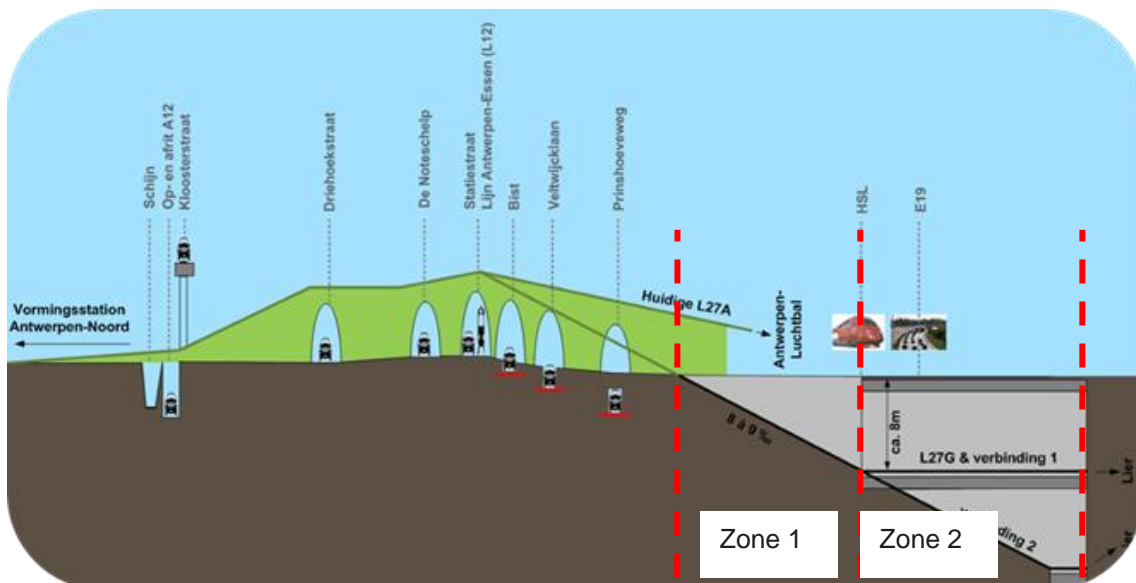 Schijn
Op- en afrit A12
Kloosterstraat
Driehoekstraat
De Noteschelp
Statiestraat
Lijn Antwerpen-Essen (L12)
Bist
Veltwijcklaan
Prinshoeveweg
HSL
E19
Vormingsstation
Antwerpen-Noord
Huidige L27A
Antwerpen-
Luchtbal
8 à 9 ‰
ca. 8m
L27G & verbinding 1
Lier
Zone 1
Zone 2
2